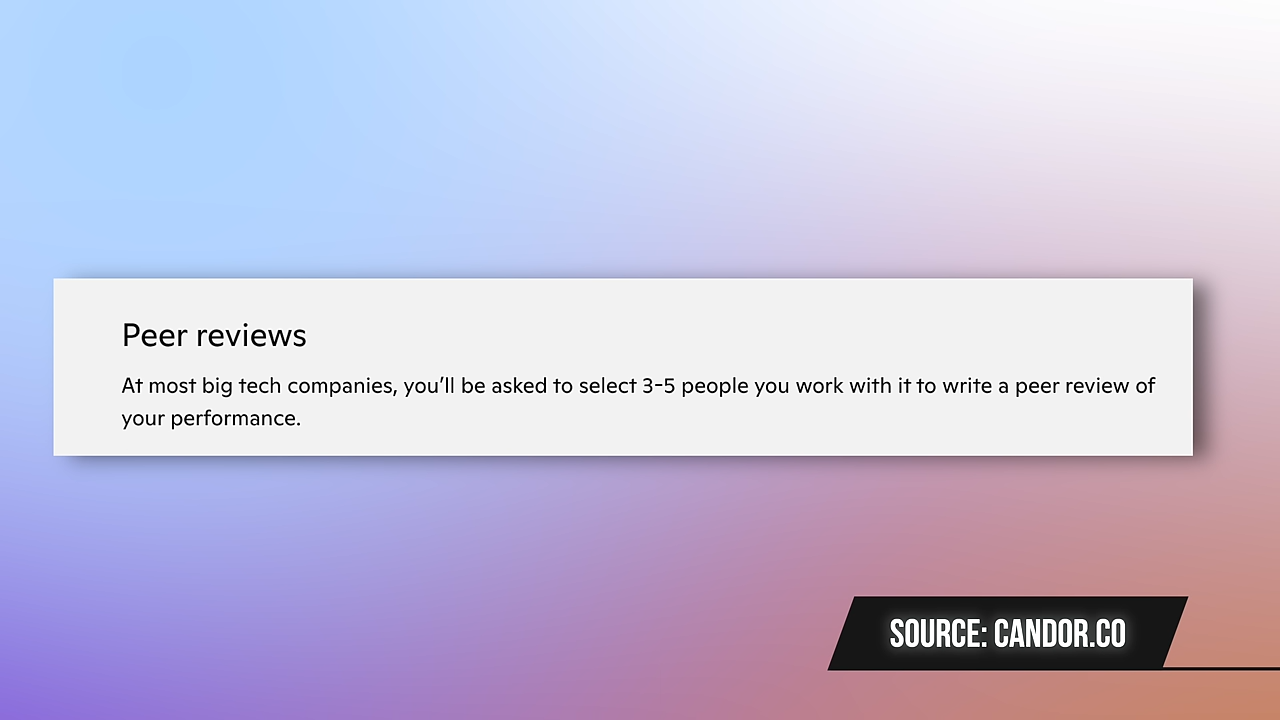 Peer reviews
At most big tech companies, you’ll be asked to select 3-5 people you work with it to write a peer review of
your performance.
SOURCE: CANDOR.CO